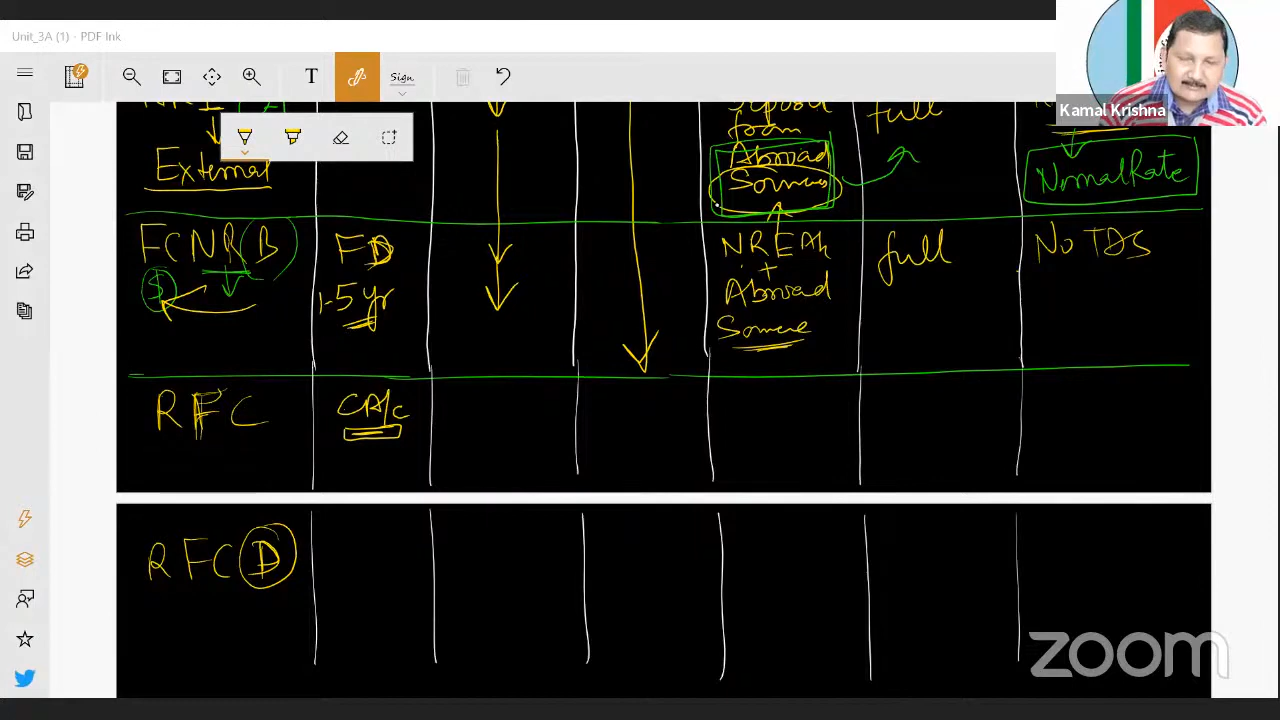 Unit_3A (1) - PDF Ink
T
Sign
Kamal Krishna
External
from
Abroad
Sources
full
Normal Rate
FCNR(B)
$
FD
1-5 yr
+
Abroad
Source
full
No TDS
RFC
CA/c
RFC D
zoom